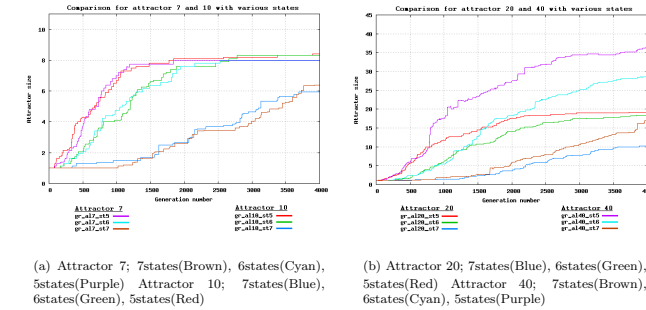 Comparison for attractor 7 and 10 with various states
Attractor size
10
8
6
4
2
0
0 500 1000 1500 2000 2500 3000 3500 4000
Generation number
Attractor 7 Attractor 10
gr_al7_st5 gr_al10_st5
gr_al7_st6 gr_al10_st6
gr_al7_st7 gr_al10_st7
(a) Attractor 7; 7states(Brown), 6states(Cyan),
5states(Purple) Attractor 10; 7states(Blue),
6states(Green), 5states(Red)
Comparison for attractor 20 and 40 with various states
Attractor size
45
40
35
30
25
20
15
10
5
0
0 500 1000 1500 2000 2500 3000 3500
Generation number
Attractor 20 Attractor 40
gr_al20_st5 gr_al40_st5
gr_al20_st6 gr_al40_st6
gr_al20_st7 gr_al40_st7
(b) Attractor 20; 7states(Blue), 6states(Green),
5states(Red) Attractor 40; 7states(Brown),
6states(Cyan), 5states(Purple)